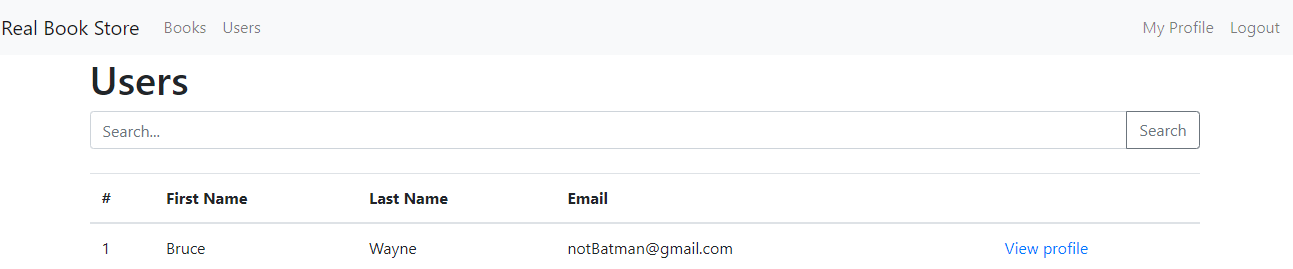 Real Book Store Books Users My Profile Logout
Users
Search... Search
# First Name Last Name Email
1 Bruce Wayne notBatman@gmail.com View profile